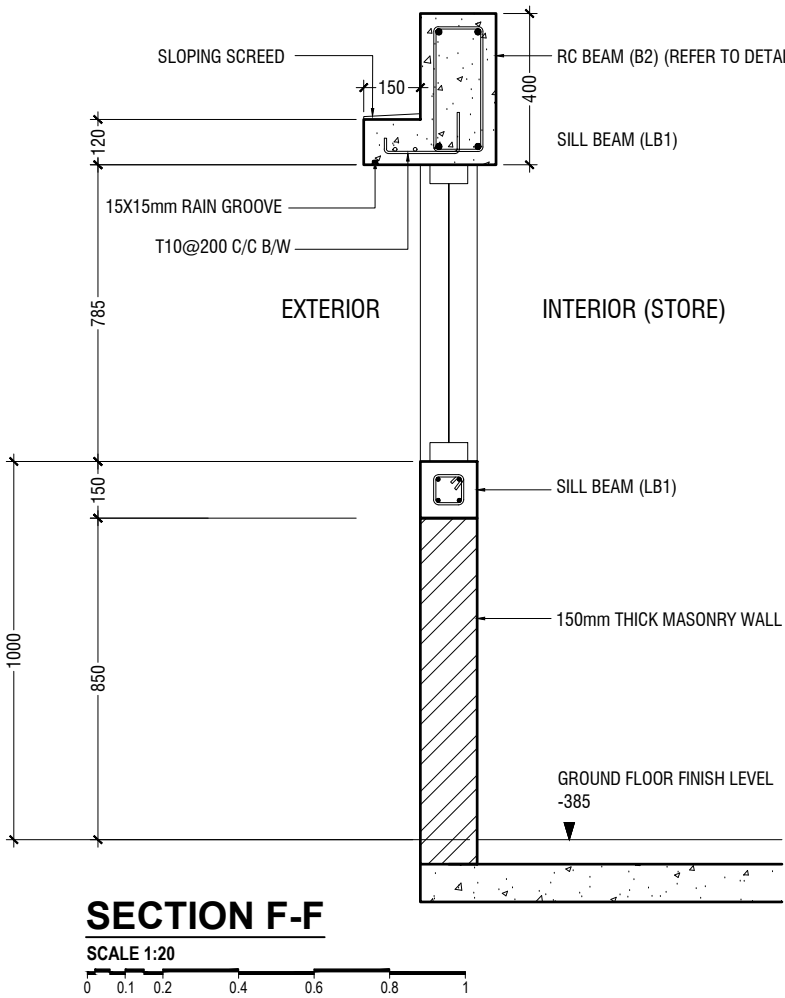 SLOPING SCREED
150
RC BEAM (B2) (REFER TO DETAI
400
120
SILL BEAM (LB1)
15X15mm RAIN GROOVE
T10@200 C/C B/W
785
EXTERIOR
INTERIOR (STORE)
150
SILL BEAM (LB1)
1000
850
150mm THICK MASONRY WALL
GROUND FLOOR FINISH LEVEL
-385
SECTION F-F
SCALE 1:20
0 0.1 0.2 0.4 0.6 0.8 1